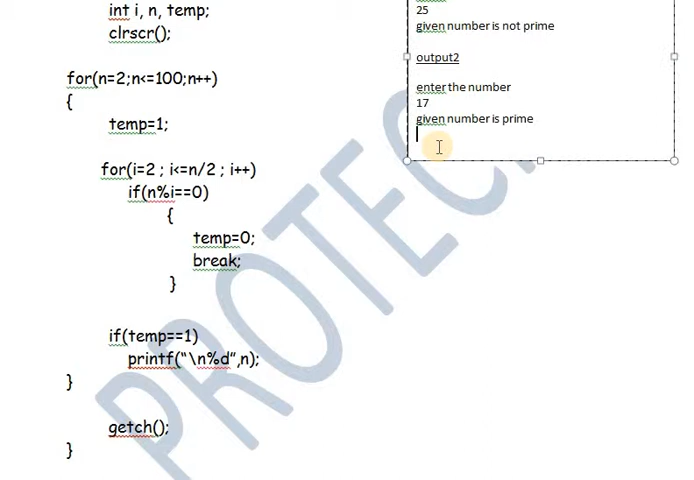 int i, n, temp;
clrscr();
for(n=2;n<=100;n++)
{
temp=1;
for(i=2 ; i<=n/2 ; i++)
if(n%i==0)
{
temp=0;
break;
}
if(temp==1)
printf("\n%d",n);
}
getch();
}
25
given number is not prime
output2
enter the number
17
given number is prime
PROTEC